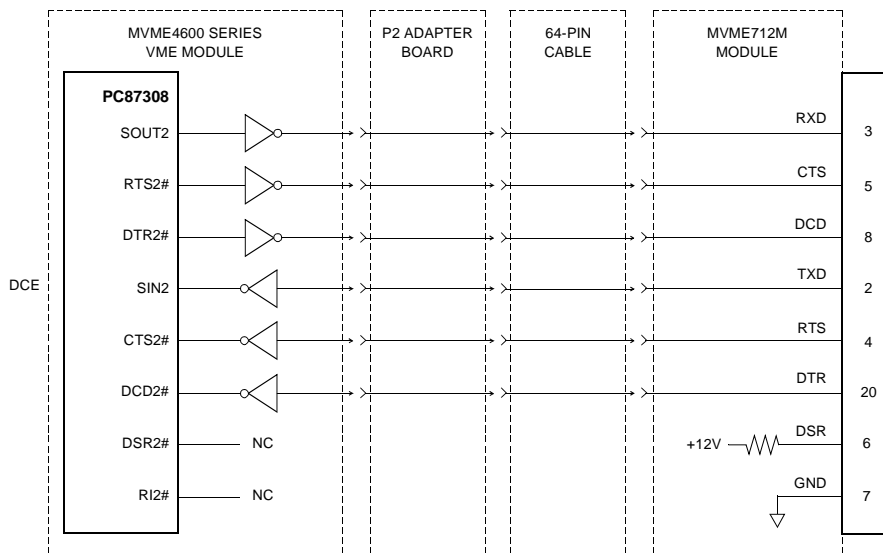 MVME4600 SERIES
VME MODULE
P2 ADAPTER
BOARD
64-PIN
CABLE
MVME712M
MODULE
PC87308
SOUT2
RXD
3
RTS2#
CTS
5
DTR2#
DCD
8
DCE
SIN2
TXD
2
CTS2#
RTS
4
DCD2#
DTR
20
DSR2#
NC
+12V
DSR
6
RI2#
NC
GND
7